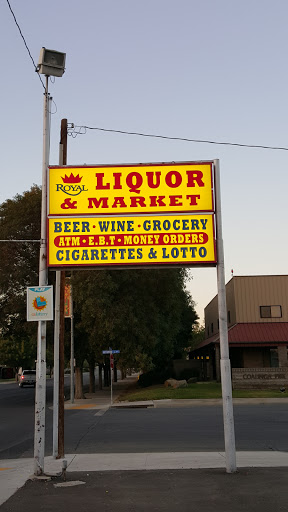 ROYAL LIQUOR
& MARKET
BEER · WINE · GROCERY
ATM · E.B.T · MONEY ORDERS
CIGARETTES & LOTTO